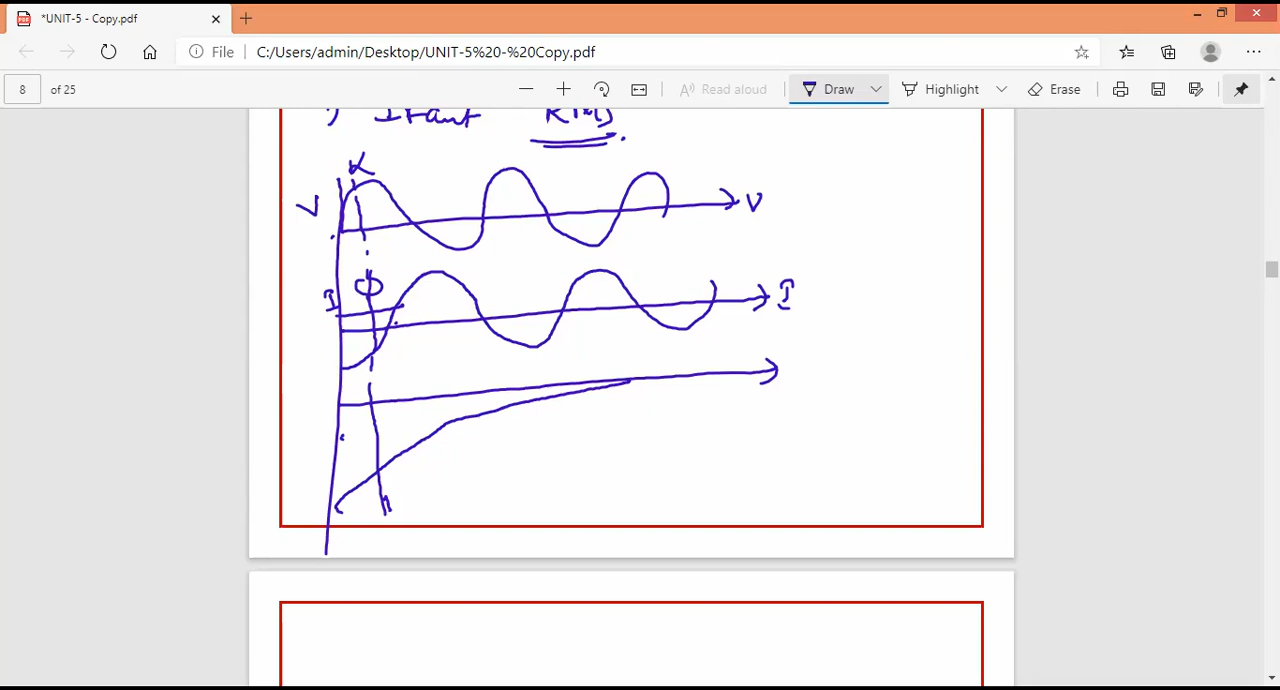 *UNIT-5 - Copy.pdf
File C:/Users/admin/Desktop/UNIT-5%20-%20Copy.pdf
8 of 25 Read aloud Draw Highlight Erase
α
V V
Φ
I I